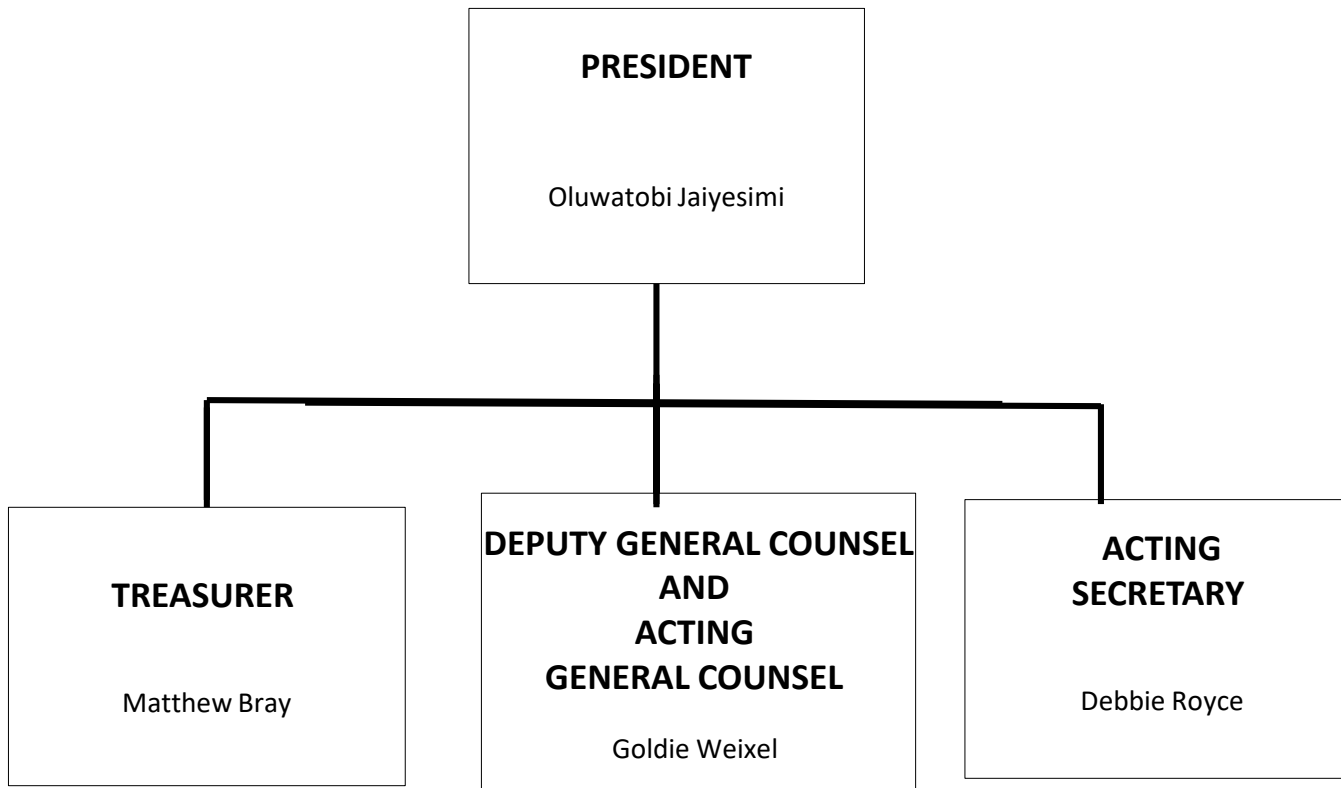 PRESIDENT
Oluwatobi Jaiyesimi
TREASURER
Matthew Bray
DEPUTY GENERAL COUNSEL
AND
ACTING
GENERAL COUNSEL
Goldie Weixel
ACTING
SECRETARY
Debbie Royce